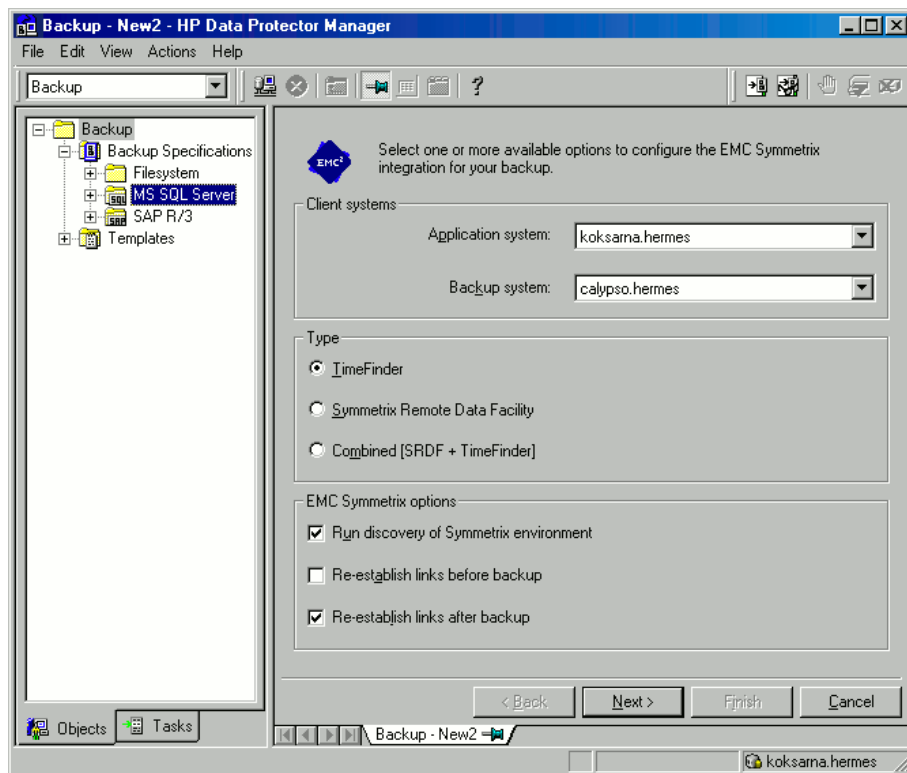 Backup - New2 - HP Data Protector Manager
File Edit View Actions Help
Backup
Backup
Backup Specifications
Filesystem
SQL MS SQL Server
SAP SAP R/3
Templates
Objects Tasks
EMC² Select one or more available options to configure the EMC Symmetrix
integration for your backup.
Client systems
Application system: koksarna.hermes
Backup system: calypso.hermes
Type
TimeFinder
Symmetrix Remote Data Facility
Combined [SRDF + TimeFinder]
EMC Symmetrix options
Run discovery of Symmetrix environment
Re-establish links before backup
Re-establish links after backup
< Back Next > Finish Cancel
Backup - New2
koksarna.hermes